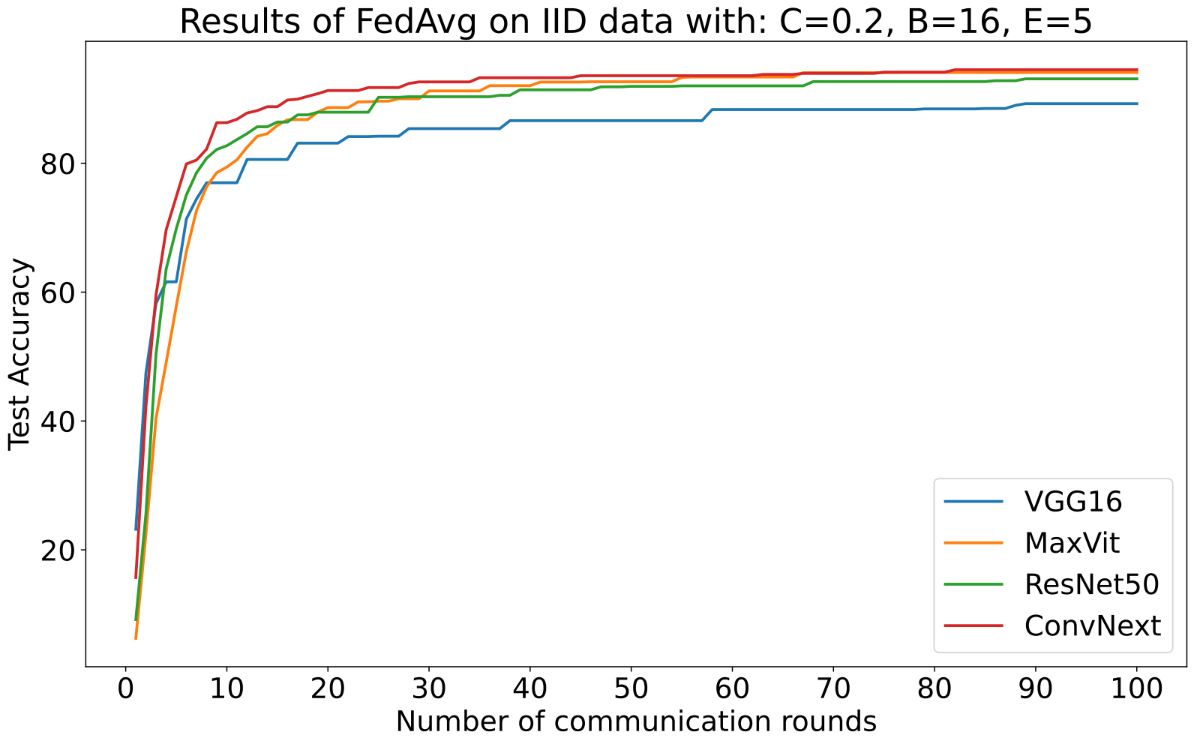 Results of FedAvg on IID data with: C=0.2, B=16, E=5
Test Accuracy
80
60
40
20
VGG16
MaxVit
ResNet50
ConvNext
0 10 20 30 40 50 60 70 80 90 100
Number of communication rounds